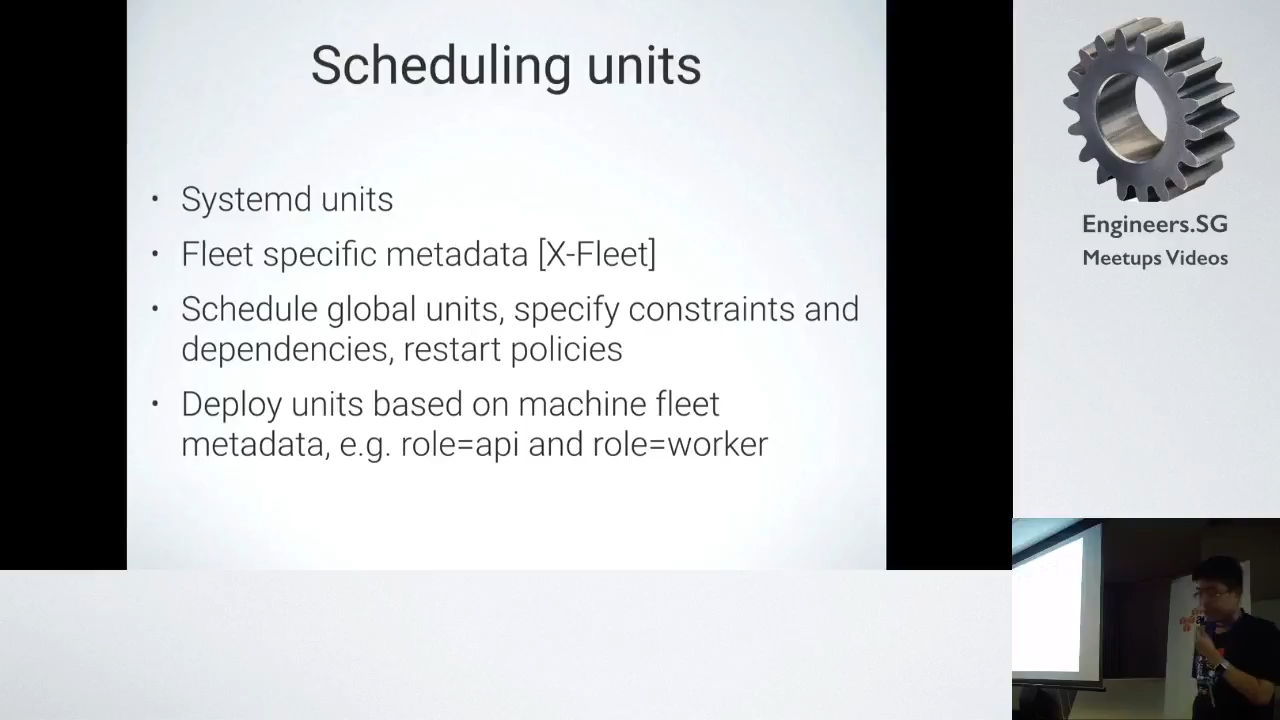 Scheduling units
• Systemd units
• Fleet specific metadata [X-Fleet]
• Schedule global units, specify constraints and
dependencies, restart policies
• Deploy units based on machine fleet
metadata, e.g. role=api and role=worker
Engineers.SG
Meetups Videos